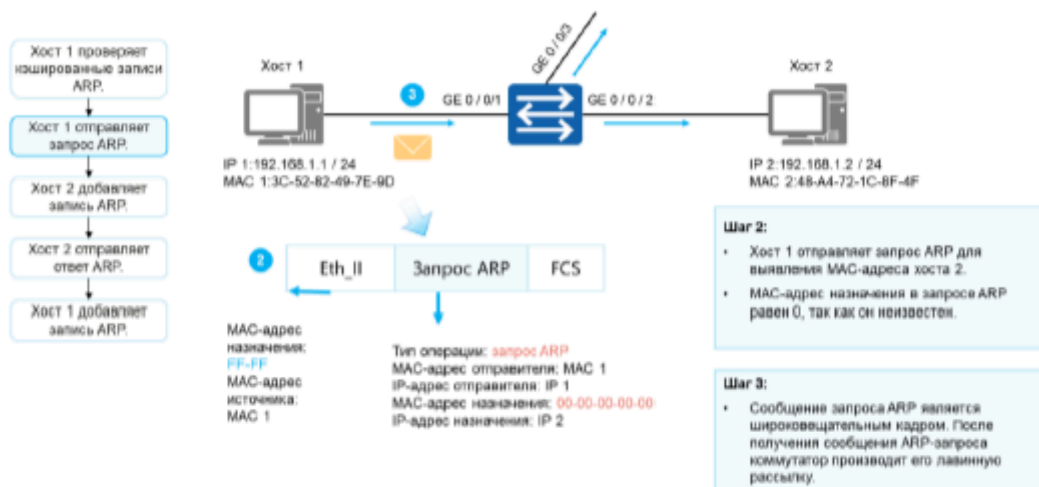 Хост 1 проверяет
кэшированные записи
ARP.
Хост 1 отправляет
запрос ARP.
Хост 2 добавляет
запись ARP.
Хост 2 отправляет
ответ ARP.
Хост 1 добавляет
запись ARP.
Хост 1
3
GE 0 / 0/1
GE 0 / 0/3
GE 0 / 0 / 2
Хост 2
IP 1:192.168.1.1 / 24
MAC 1:3C-52-82-49-7E-9D
IP 2:192.168.1.2 / 24
MAC 2:48-A4-72-1C-8F-4F
2
Eth_II
Запрос ARP
FCS
MAC-адрес
назначения:
FF-FF
MAC-адрес
источника:
MAC 1
Тип операции: запрос ARP
MAC-адрес отправителя: MAC 1
IP-адрес отправителя: IP 1
MAC-адрес назначения: 00-00-00-00-00
IP-адрес назначения: IP 2
Шаг 2:
• Хост 1 отправляет запрос ARP для
выявления MAC-адреса хоста 2.
• MAC-адрес назначения в запросе ARP
равен 0, так как он неизвестен.
Шаг 3:
• Сообщение запроса ARP является
широковещательным кадром. После
получения сообщения ARP-запроса
коммутатор производит его лавинную
рассылку.